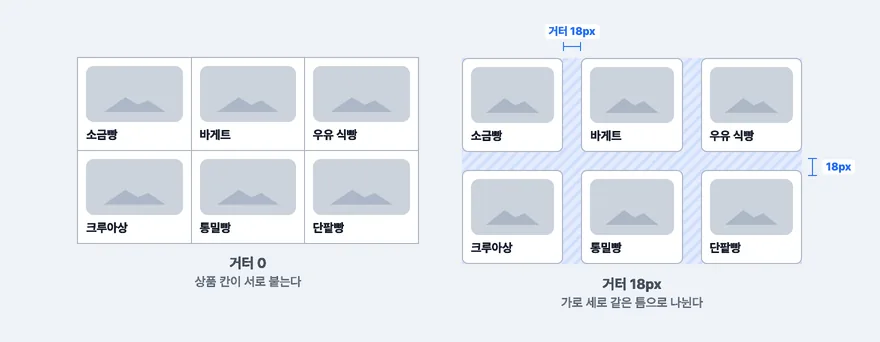 소금빵
바게트
우유 식빵
크루아상
통밀빵
단팥빵
거터 0
상품 칸이 서로 붙는다
거터 18px
소금빵
바게트
우유 식빵
18px
크루아상
통밀빵
단팥빵
거터 18px
가로 세로 같은 틈으로 나뉜다